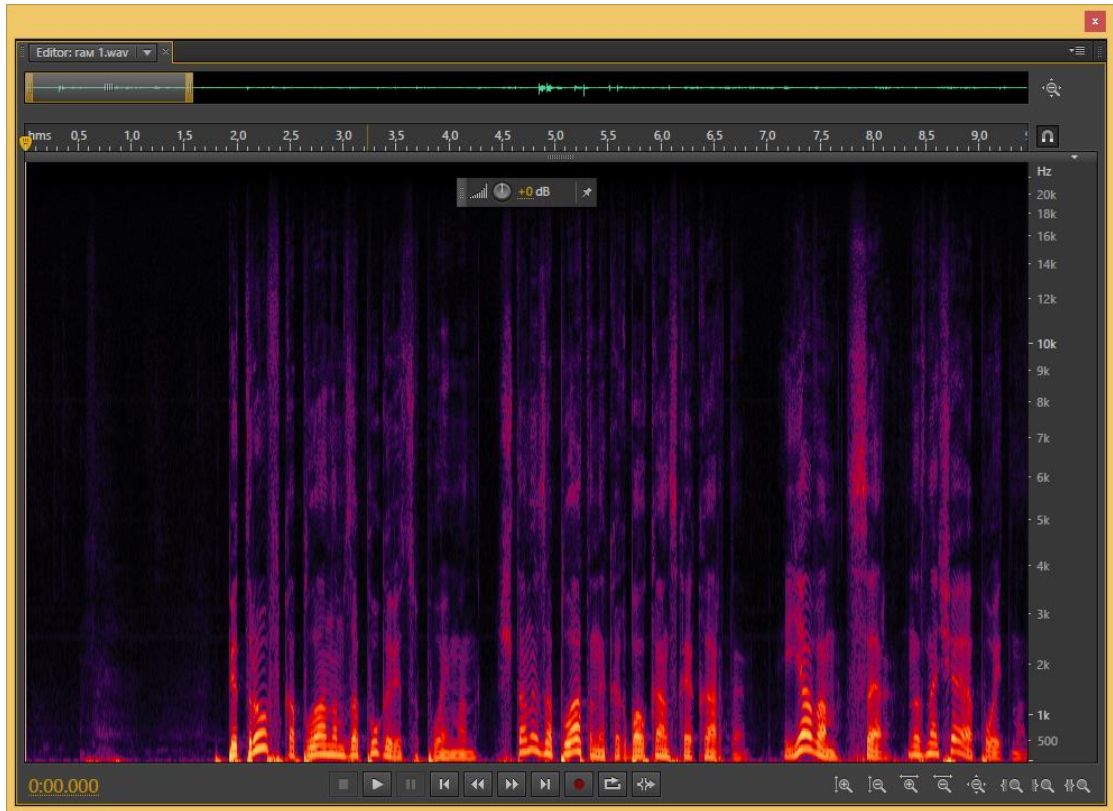 x
Editor: гам 1.wav
hms 0,5 1,0 1,5 2,0 2,5 3,0 3,5 4,0 4,5 5,0 5,5 6,0 6,5 7,0 7,5 8,0 8,5 9,0
+0 dB
Hz
20k
18k
16k
14k
12k
10k
9k
8k
7k
6k
5k
4k
3k
2k
1k
500
0:00.000